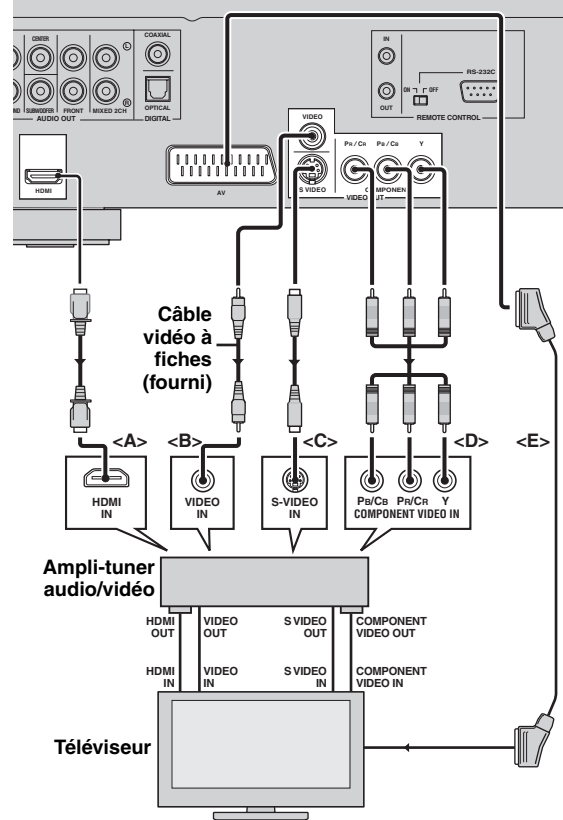 CENTER
COAXIAL
L
R
ND
SUBWOOFER
FRONT
MIXED 2CH
AUDIO OUT
OPTICAL
DIGITAL
IN
OUT
ON
OFF
RS-232C
REMOTE CONTROL
HDMI
AV
VIDEO
S VIDEO
PR/CR
PB/CB
Y
COMPONENT
VIDEO OUT
Câble
vidéo à
fiches
(fourni)
<A>
<B>
<C>
<D>
<E>
HDMI
IN
VIDEO
IN
S-VIDEO
IN
PB/CB
PR/CR
Y
COMPONENT VIDEO IN
Ampli-tuner
audio/vidéo
HDMI
OUT
VIDEO
OUT
S VIDEO
OUT
COMPONENT
VIDEO OUT
HDMI
IN
VIDEO
IN
S VIDEO
IN
COMPONENT
VIDEO IN
Téléviseur